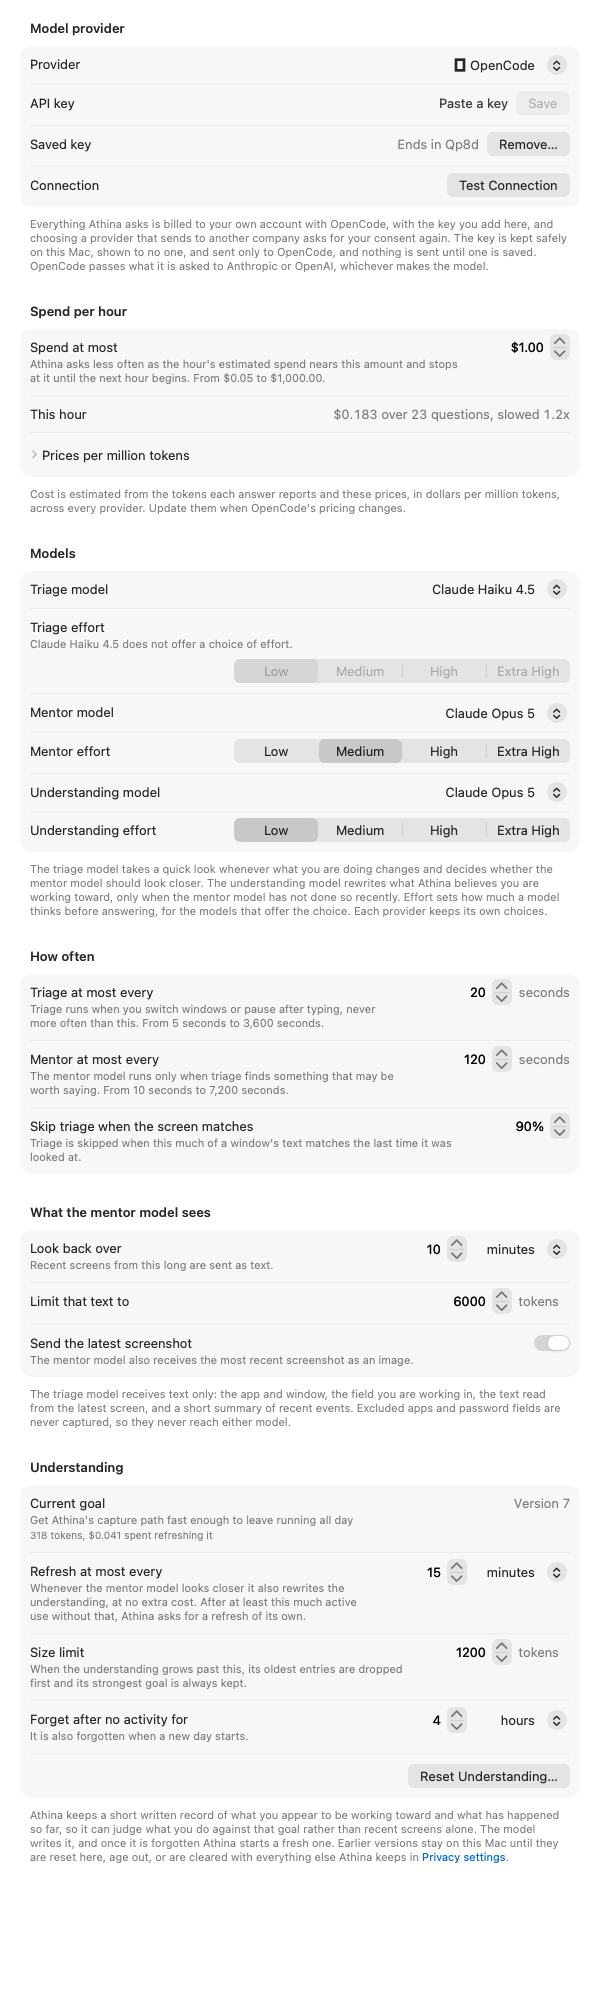 Model provider
Provider
OpenCode
API key
Paste a key
Save
Saved key
Ends in Qp8d
Remove...
Connection
Test Connection
Everything Athina asks is billed to your own account with OpenCode, with the key you add here, and
choosing a provider that sends to another company asks for your consent again. The key is kept safely
on this Mac, shown to no one, and sent only to OpenCode, and nothing is sent until one is saved.
OpenCode passes what it is asked to Anthropic or OpenAI, whichever makes the model.
Spend per hour
Spend at most
$1.00
Athina asks less often as the hour's estimated spend nears this amount and stops
at it until the next hour begins. From $0.05 to $1,000.00.
This hour
$0.183 over 23 questions, slowed 1.2x
Prices per million tokens
Cost is estimated from the tokens each answer reports and these prices, in dollars per million tokens,
across every provider. Update them when OpenCode's pricing changes.
Models
Triage model
Claude Haiku 4.5
Triage effort
Claude Haiku 4.5 does not offer a choice of effort.
Low Medium High Extra High
Mentor model
Claude Opus 5
Mentor effort
Low Medium High Extra High
Understanding model
Claude Opus 5
Understanding effort
Low Medium High Extra High
The triage model takes a quick look whenever what you are doing changes and decides whether the
mentor model should look closer. The understanding model rewrites what Athina believes you are
working toward, only when the mentor model has not done so recently. Effort sets how much a model
thinks before answering, for the models that offer the choice. Each provider keeps its own choices.
How often
Triage at most every
20 seconds
Triage runs when you switch windows or pause after typing, never
more often than this. From 5 seconds to 3,600 seconds.
Mentor at most every
120 seconds
The mentor model runs only when triage finds something that may be
worth saying. From 10 seconds to 7,200 seconds.
Skip triage when the screen matches
90%
Triage is skipped when this much of a window's text matches the last time it was
looked at.
What the mentor model sees
Look back over
10 minutes
Recent screens from this long are sent as text.
Limit that text to
6000 tokens
Send the latest screenshot
The mentor model also receives the most recent screenshot as an image.
The triage model receives text only: the app and window, the field you are working in, the text read
from the latest screen, and a short summary of recent events. Excluded apps and password fields are
never captured, so they never reach either model.
Understanding
Current goal
Version 7
Get Athina's capture path fast enough to leave running all day
318 tokens, $0.041 spent refreshing it
Refresh at most every
15 minutes
Whenever the mentor model looks closer it also rewrites the
understanding, at no extra cost. After at least this much active
use without that, Athina asks for a refresh of its own.
Size limit
1200 tokens
When the understanding grows past this, its oldest entries are dropped
first and its strongest goal is always kept.
Forget after no activity for
4 hours
It is also forgotten when a new day starts.
Reset Understanding...
Athina keeps a short written record of what you appear to be working toward and what has happened
so far, so it can judge what you do against that goal rather than recent screens alone. The model
writes it, and once it is forgotten Athina starts a fresh one. Earlier versions stay on this Mac until they
are reset here, age out, or are cleared with everything else Athina keeps in Privacy settings.